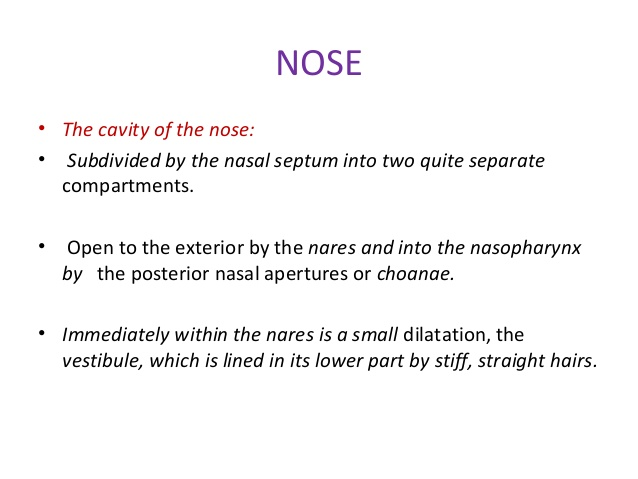 NOSE
• The cavity of the nose:
• Subdivided by the nasal septum into two quite separate
compartments.
• Open to the exterior by the nares and into the nasopharynx
by the posterior nasal apertures or choanae.
• Immediately within the nares is a small dilatation, the
vestibule, which is lined in its lower part by stiff, straight hairs.